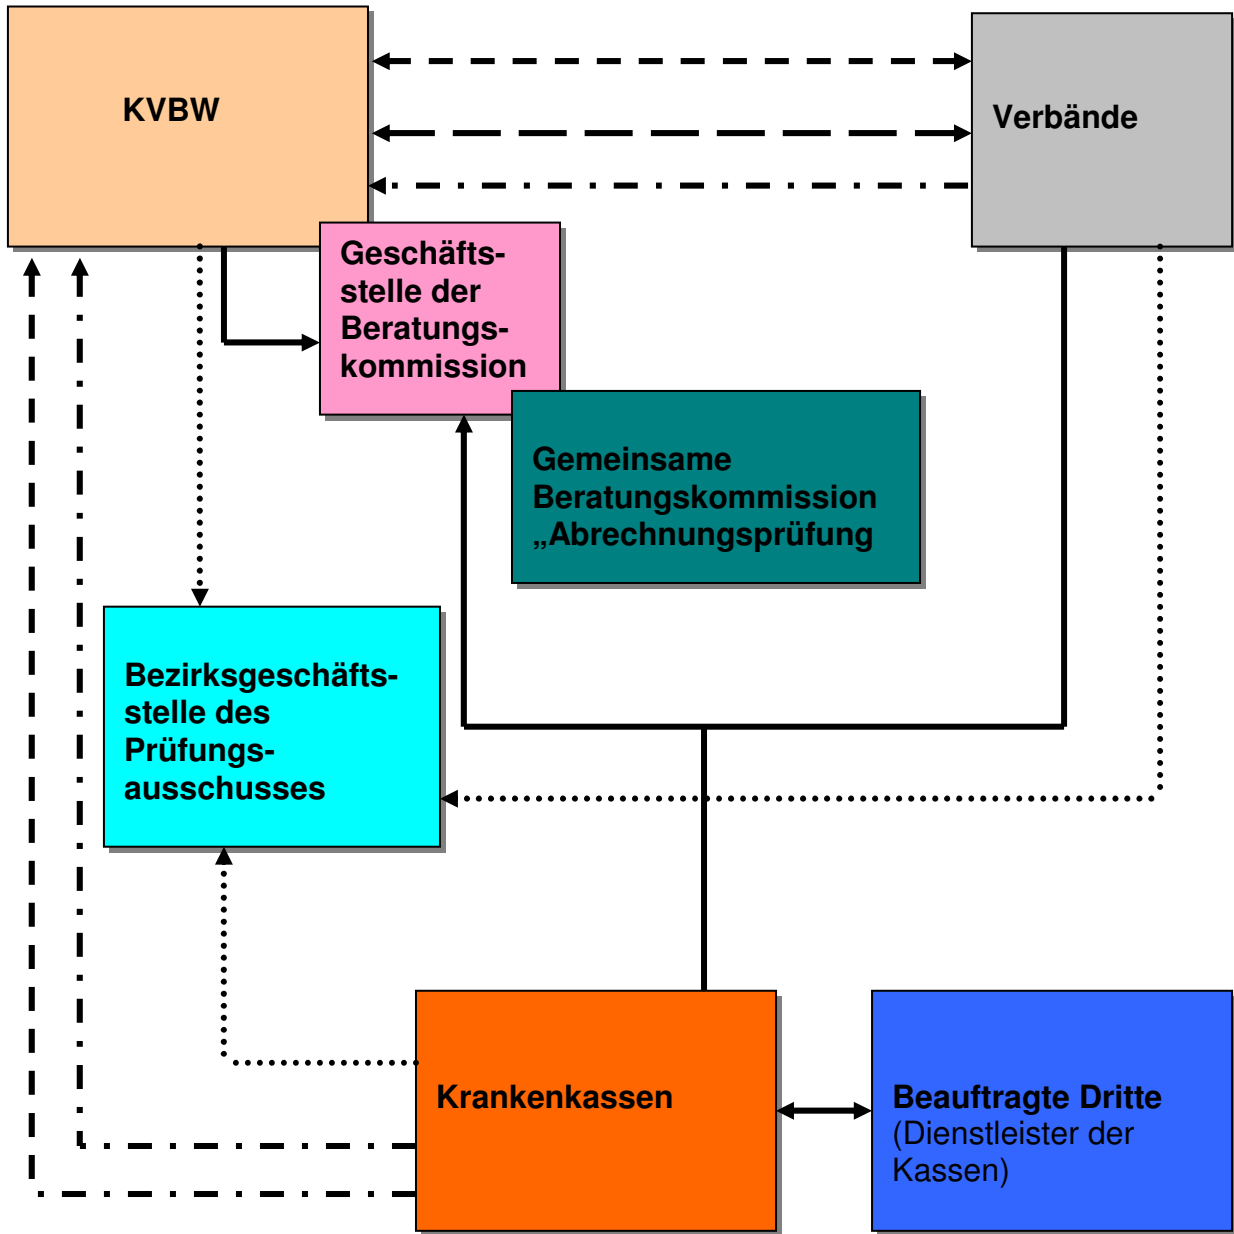 KVBW
Verbände
Geschäfts-
stelle der
Beratungs-
kommission
Gemeinsame
Beratungskommission
„Abrechnungsprüfung
Bezirksgeschäfts-
stelle des
Prüfungs-
ausschusses
Krankenkassen
Beauftragte Dritte
(Dienstleister der
Kassen)